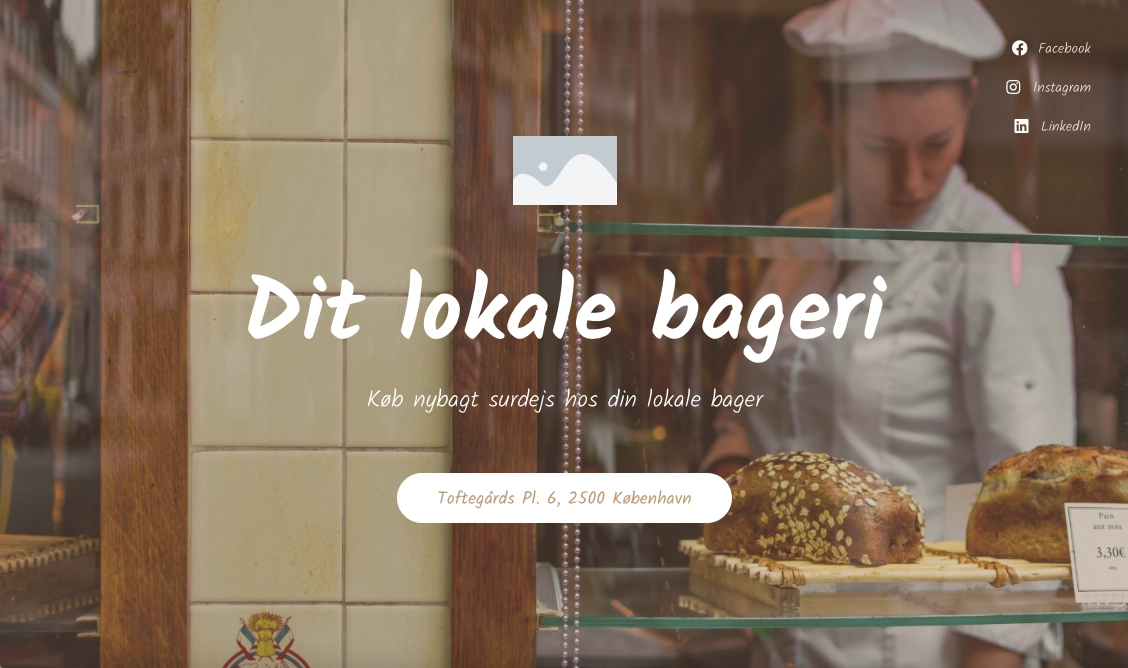 Facebook
Instagram
LinkedIn
Dit lokale bageri
Køb nybagt surdejs hos din lokale bager
Toftegårds Pl. 6, 2500 København
Pain
aux noix
3,30€